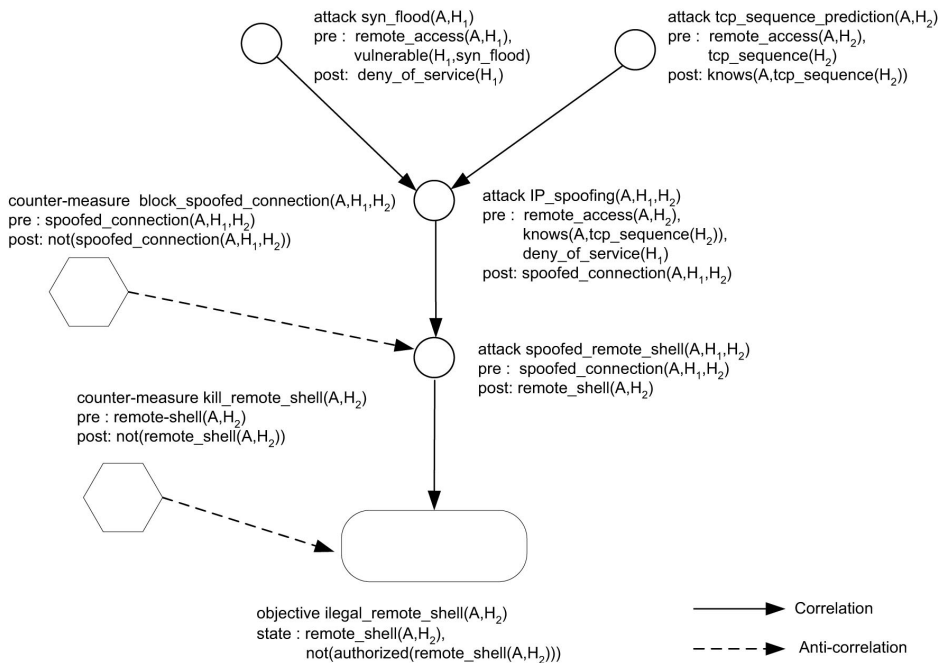 attack syn_flood(A,H₁)
pre : remote_access(A,H₁),
vulnerable(H₁,syn_flood)
post: deny_of_service(H₁)
attack tcp_sequence_prediction(A,H₂)
pre : remote_access(A,H₂),
tcp_sequence(H₂)
post: knows(A,tcp_sequence(H₂))
counter-measure block_spoofed_connection(A,H₁,H₂)
pre : spoofed_connection(A,H₁,H₂)
post: not(spoofed_connection(A,H₁,H₂))
attack IP_spoofing(A,H₁,H₂)
pre : remote_access(A,H₂),
knows(A,tcp_sequence(H₂)),
deny_of_service(H₁)
post: spoofed_connection(A,H₁,H₂)
attack spoofed_remote_shell(A,H₁,H₂)
pre : spoofed_connection(A,H₁,H₂)
post: remote_shell(A,H₂)
counter-measure kill_remote_shell(A,H₂)
pre : remote-shell(A,H₂)
post: not(remote_shell(A,H₂))
objective ilegal_remote_shell(A,H₂)
state : remote_shell(A,H₂),
not(authorized(remote_shell(A,H₂)))
Correlation
Anti-correlation